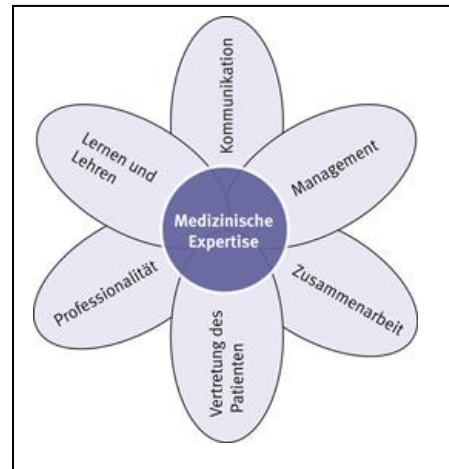 Kommunikation
Management
Zusammenarbeit
Vertretung des
Patienten
Professionalität
Lernen und
Lehren
Medizinische
Expertise